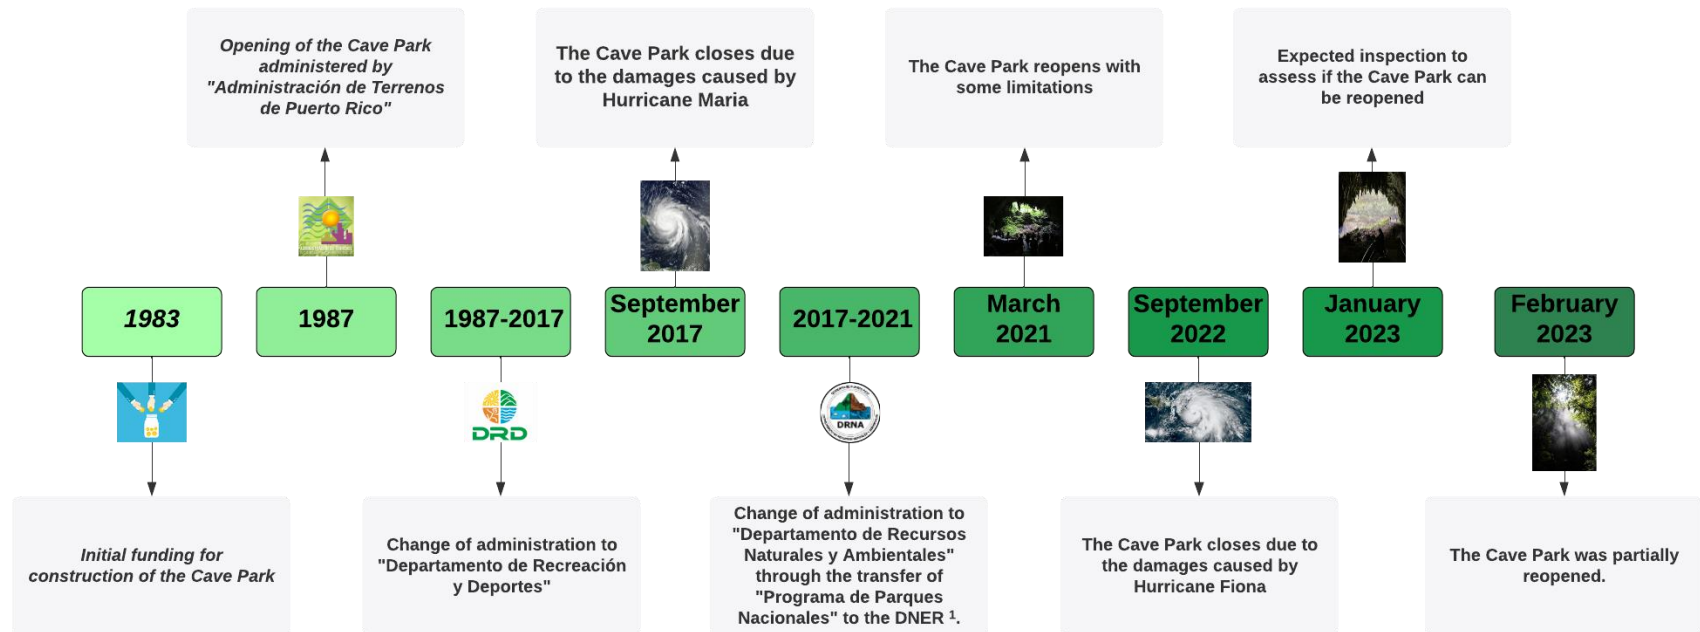 Opening of the Cave Park
administered by
"Administración de Terrenos
de Puerto Rico"
The Cave Park closes due
to the damages caused by
Hurricane Maria
The Cave Park reopens with
some limitations
Expected inspection to
assess if the Cave Park can
be reopened
1983
1987
1987-2017
September
2017
2017-2021
March
2021
September
2022
January
2023
February
2023
DRD
DRNA
Initial funding for
construction of the Cave Park
Change of administration to
"Departamento de Recreación
y Deportes"
Change of administration to
"Departamento de Recursos
Naturales y Ambientales"
through the transfer of
"Programa de Parques
Nacionales" to the DNER ¹.
The Cave Park closes due to
the damages caused by
Hurricane Fiona
The Cave Park was partially
reopened.